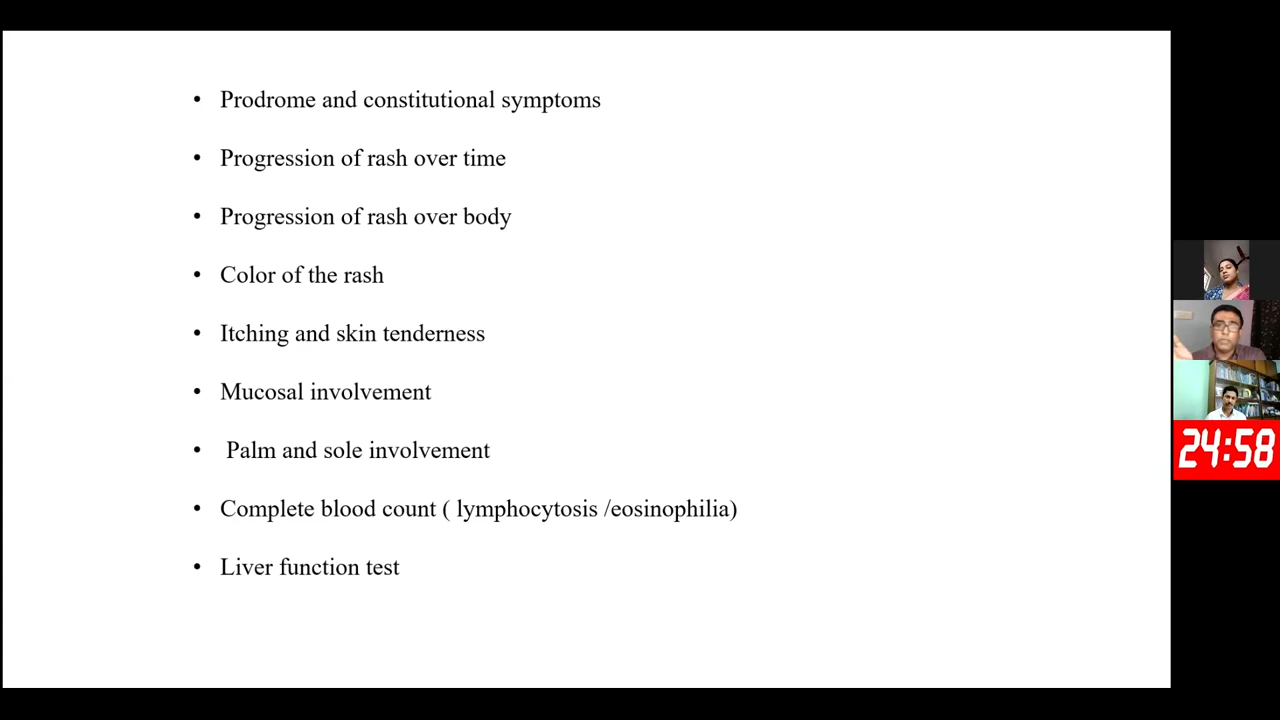 • Prodrome and constitutional symptoms
• Progression of rash over time
• Progression of rash over body
• Color of the rash
• Itching and skin tenderness
• Mucosal involvement
• Palm and sole involvement
• Complete blood count ( lymphocytosis /eosinophilia)
• Liver function test
24:58